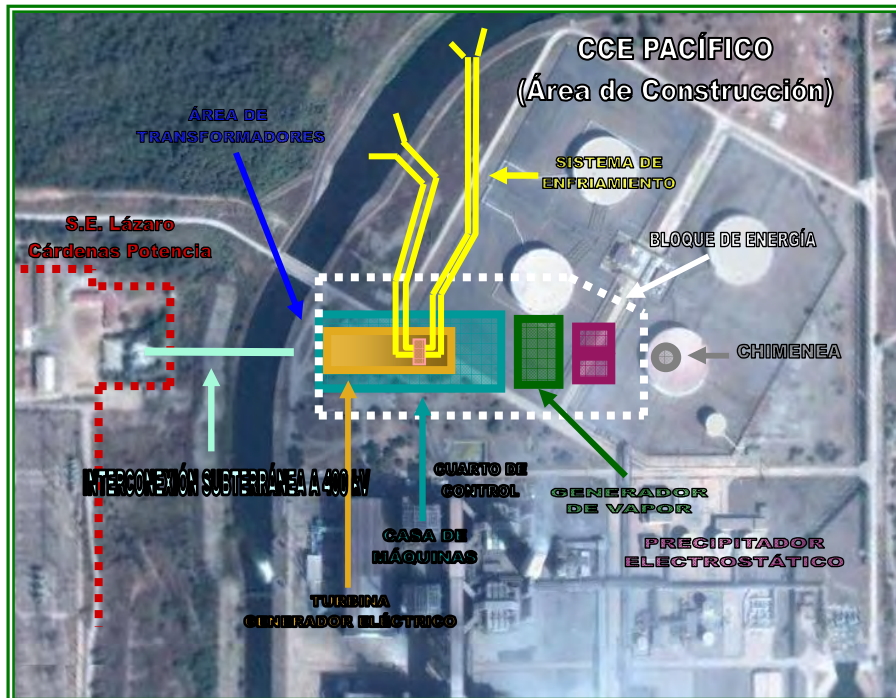 CCE PACÍFICO
(Área de Construcción)
ÁREA DE
TRANSFORMADORES
SISTEMA DE
ENFRIAMIENTO
S.E. Lázaro
Cárdenas Potencia
BLOQUE DE ENERGÍA
CHIMENEA
INTERCONEXIÓN SUBTERRÁNEA A 400 kV
CUARTO DE
CONTROL
GENERADOR
DE VAPOR
CASA DE
MÁQUINAS
PRECIPITADOR
ELECTROSTÁTICO
TURBINA
GENERADOR ELÉCTRICO